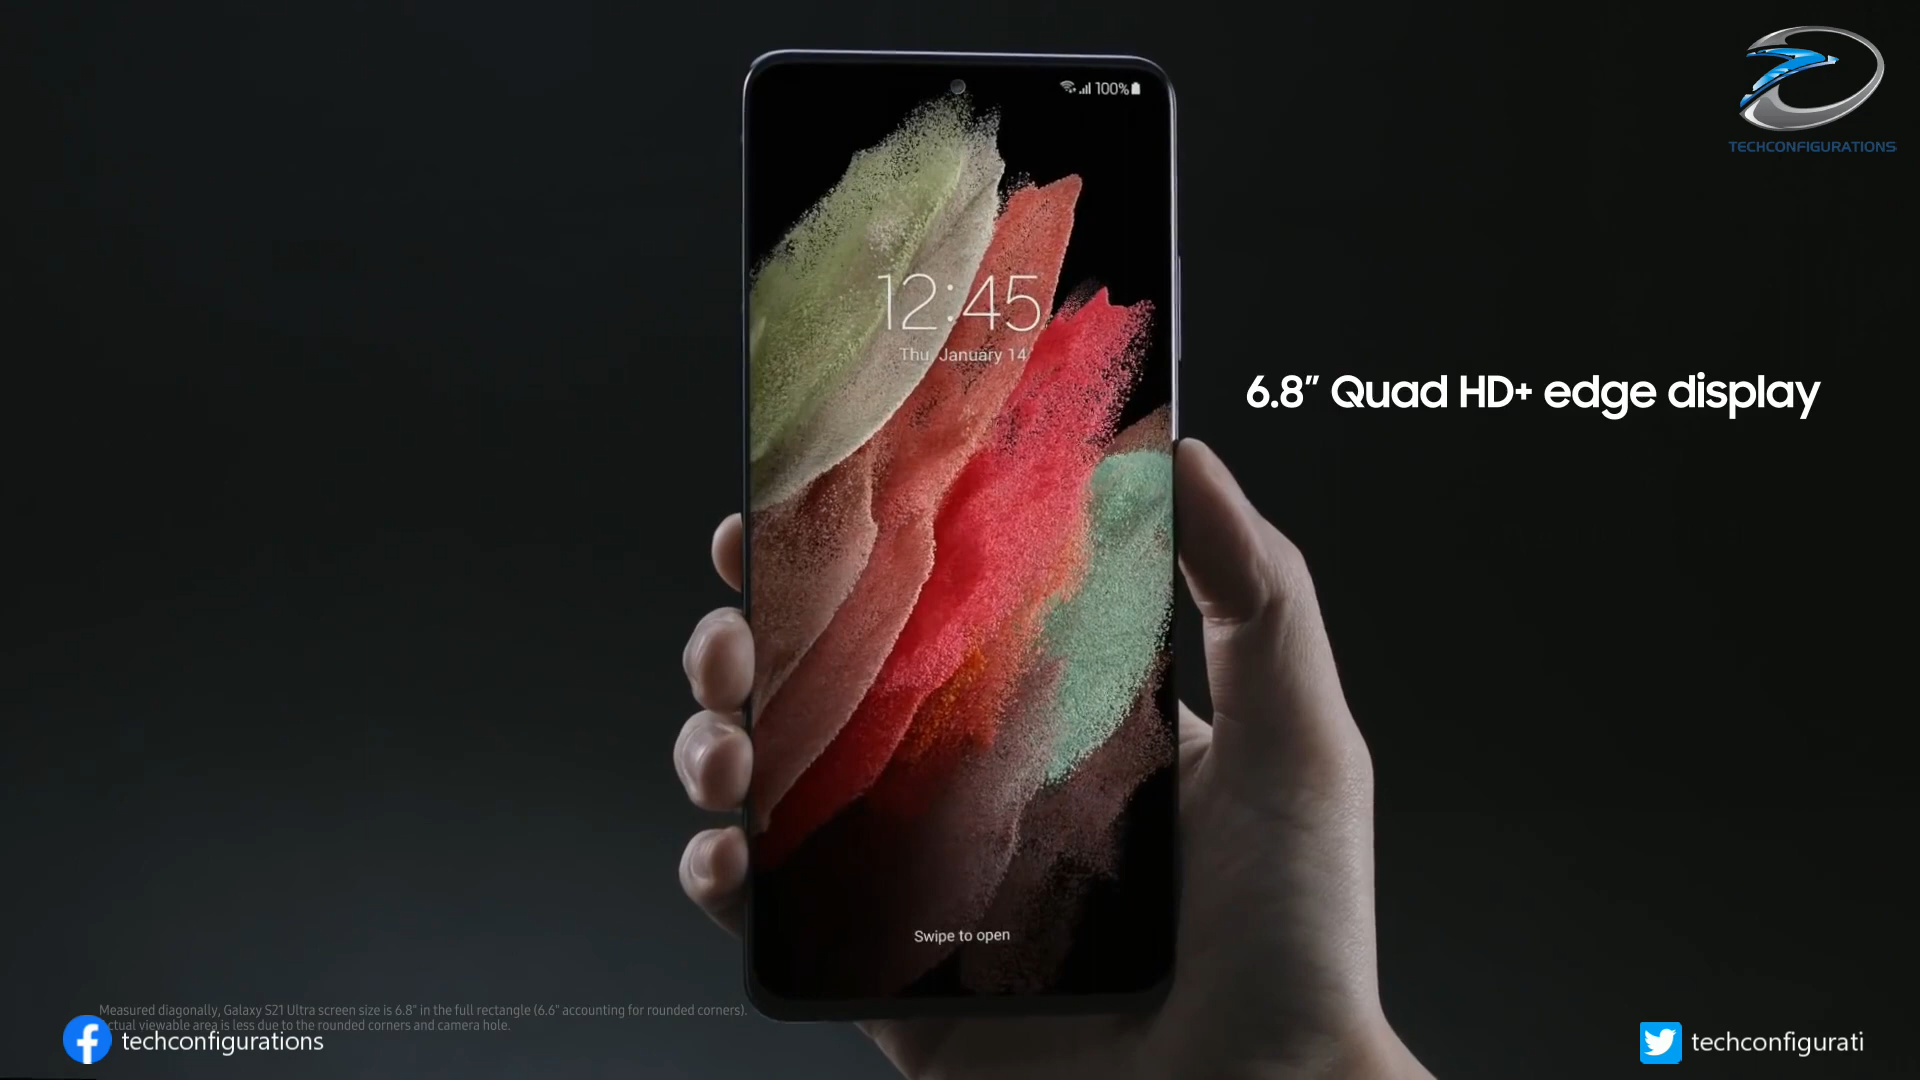 100%
TECHCONFIGURATIONS
12:45
Thu, January 14
6.8” Quad HD+ edge display
Swipe to open
Measured diagonally, Galaxy S21 Ultra screen size is 6.8" in the full rectangle (6.6" accounting for rounded corners).
viewable area is less due to the rounded corners and camera hole.
techconfigurations
techconfigurati